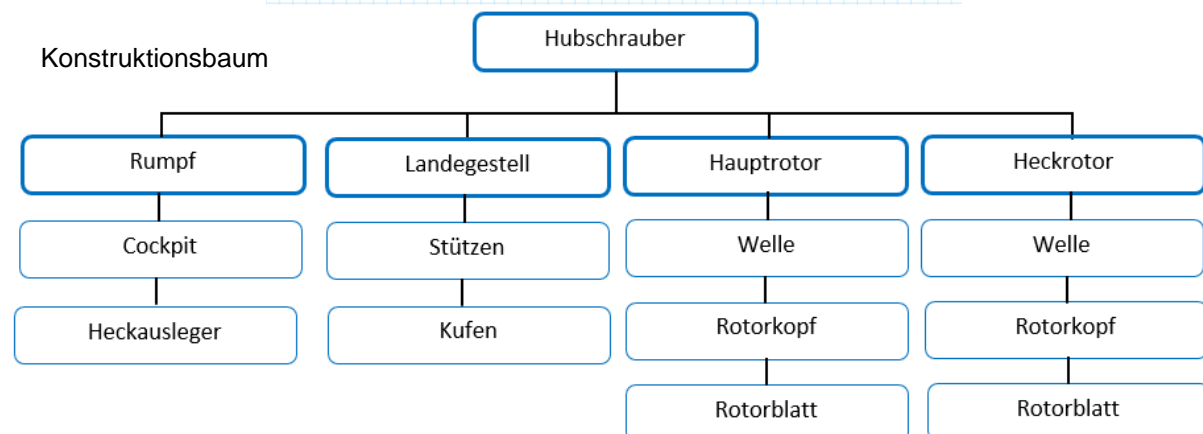 Hubschrauber
Konstruktionsbaum
Rumpf
Landegestell
Hauptrotor
Heckrotor
Cockpit
Stützen
Welle
Welle
Heckausleger
Kufen
Rotorkopf
Rotorkopf
Rotorblatt
Rotorblatt